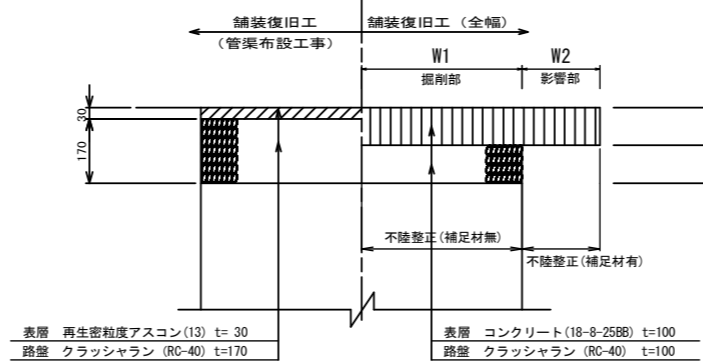 舗装復旧工
舗装復旧工（全幅）
(管渠布設工事)
W1
W2
掘削部
影響部
30
170
不陸整正(補足材無)
不陸整正(補足材有)
表層 再生密粒度アスコン(13) t= 30
路盤 クラッシャラン (RC-40) t=170
表層 コンクリート(18-8-25BB) t=100
路盤 クラッシャラン (RC-40) t=100